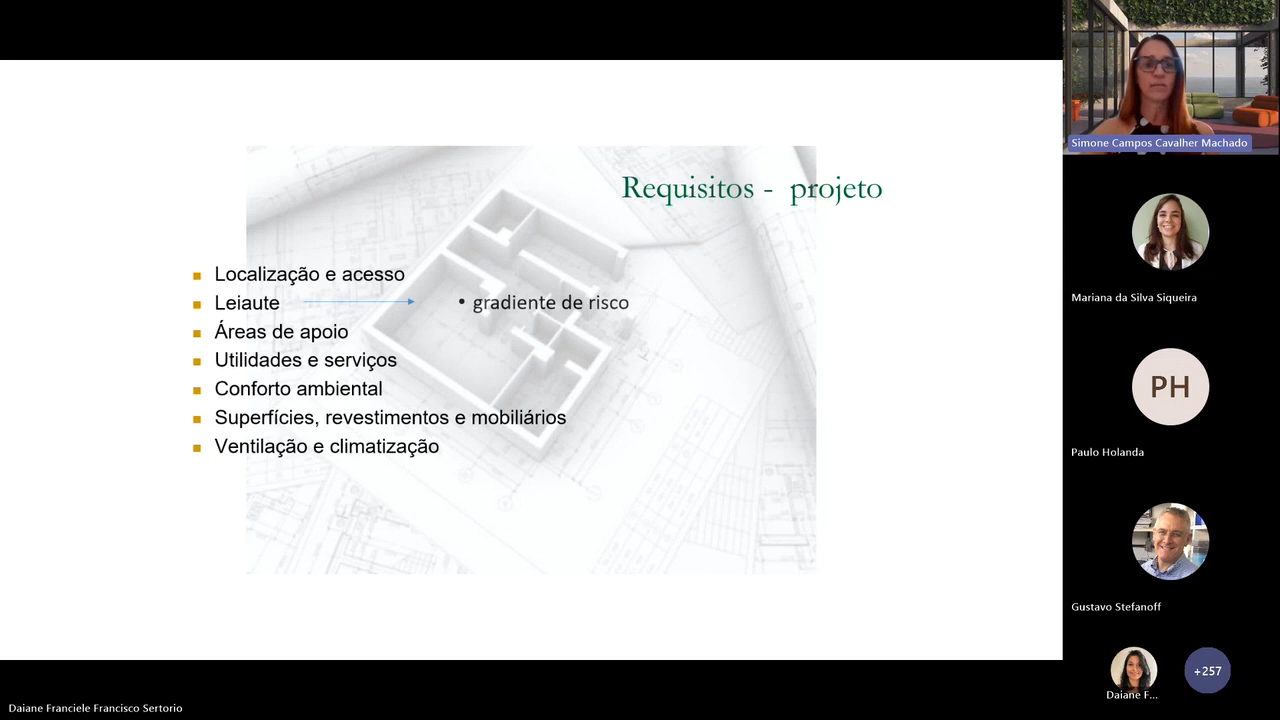 Requisitos - projeto
Localização e acesso
Leiaute
• gradiente de risco
Áreas de apoio
Utilidades e serviços
Conforto ambiental
Superfícies, revestimentos e mobiliários
Ventilação e climatização
Simone Campos Cavalher Machado
Mariana da Silva Siqueira
PH
Paulo Holanda
Gustavo Stefanoff
Daiane F...
+257
Daiane Franciele Francisco Sertorio